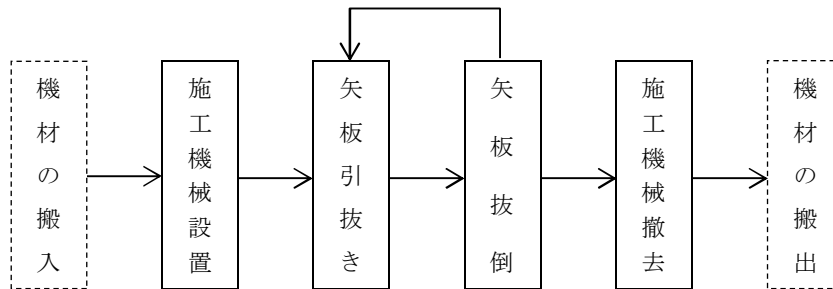 機材の搬入
施工機械設置
矢板引抜き
矢板抜倒
施工機械撤去
機材の搬出